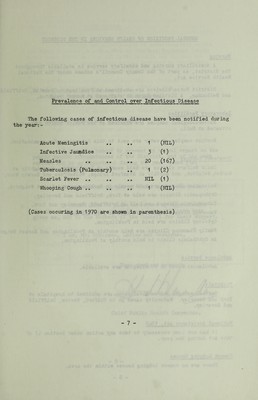 Prevalence of and Control over Infectious Disease
The following cases of infectious disease have been notified during
the year:-
Acute Meningitis .. .. 1 (NIL)
Infective Jaundice .. .. 3 (1)
Measles .. .. .. 20 (167)
Tuberculosis (Pulmonary) .. 1 (2)
Scarlet Fever .. .. .. NIL (1)
Whooping Cough .. .. .. 1 (NIL)
(Cases occuring in 1970 are shown in parenthesis)
- 7 -